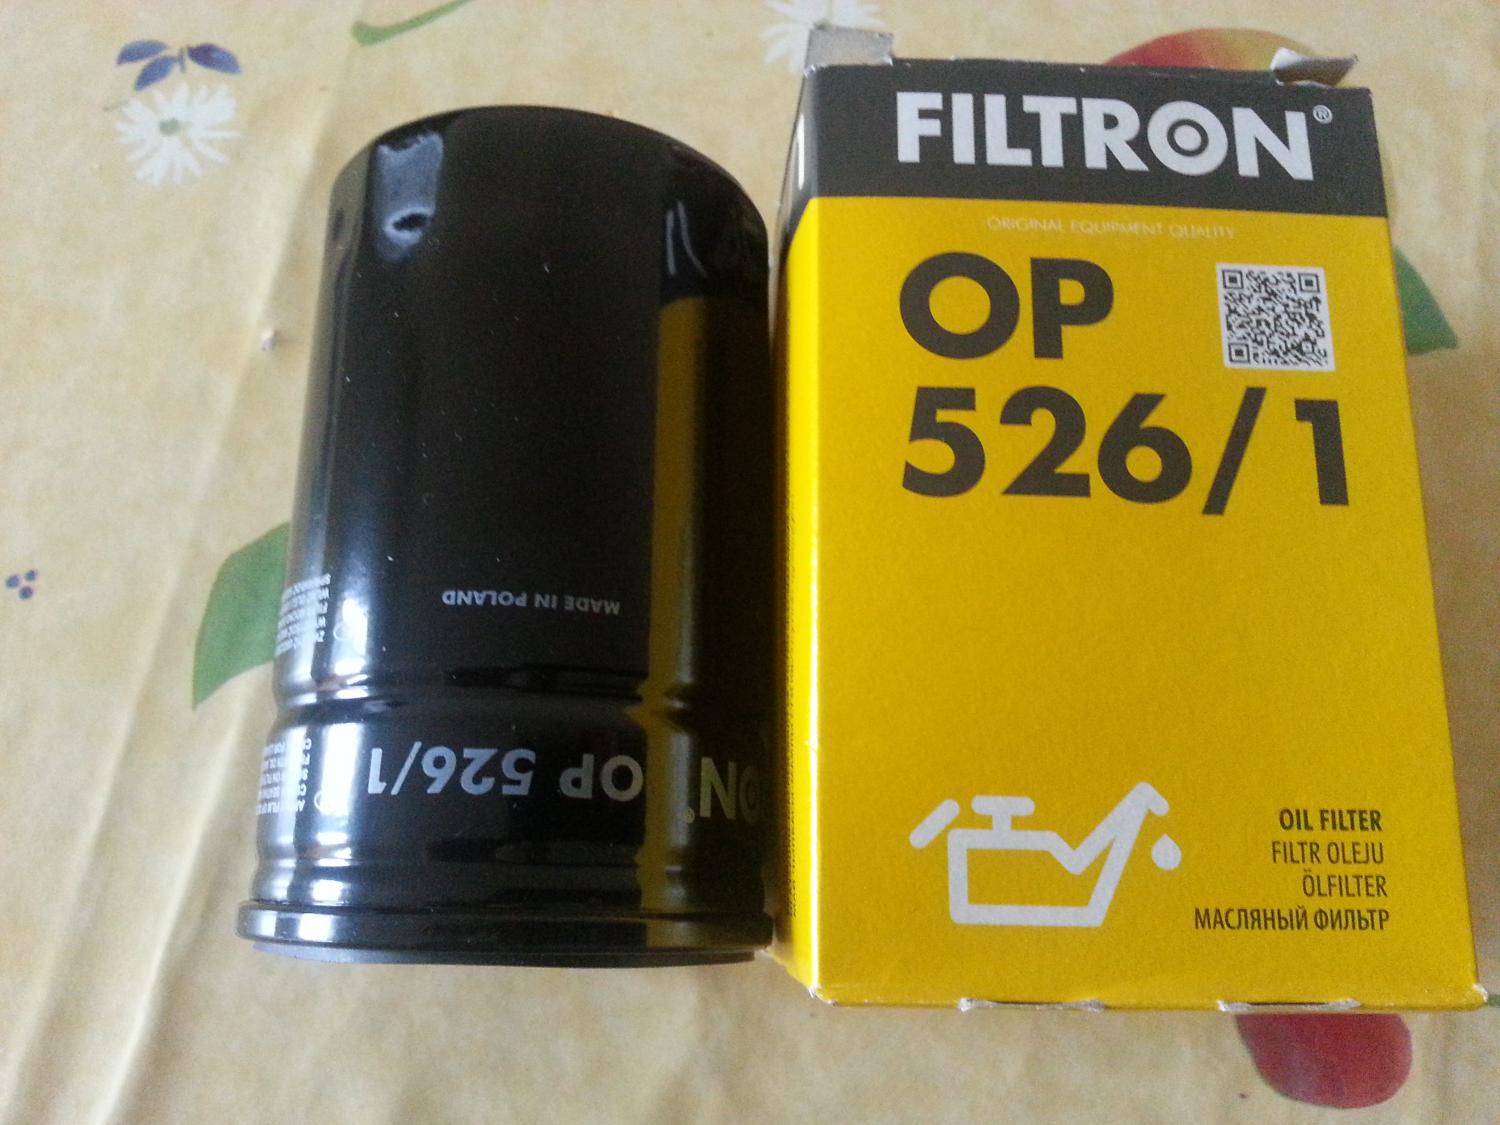 FILTRON®
ORIGINAL EQUIPMENT QUALITY
OP
526/1
OIL FILTER
FILTR OLEJU
ÖLFILTER
МАСЛЯНЫЙ ФИЛЬТР
MADE IN POLAND
OP 526/1